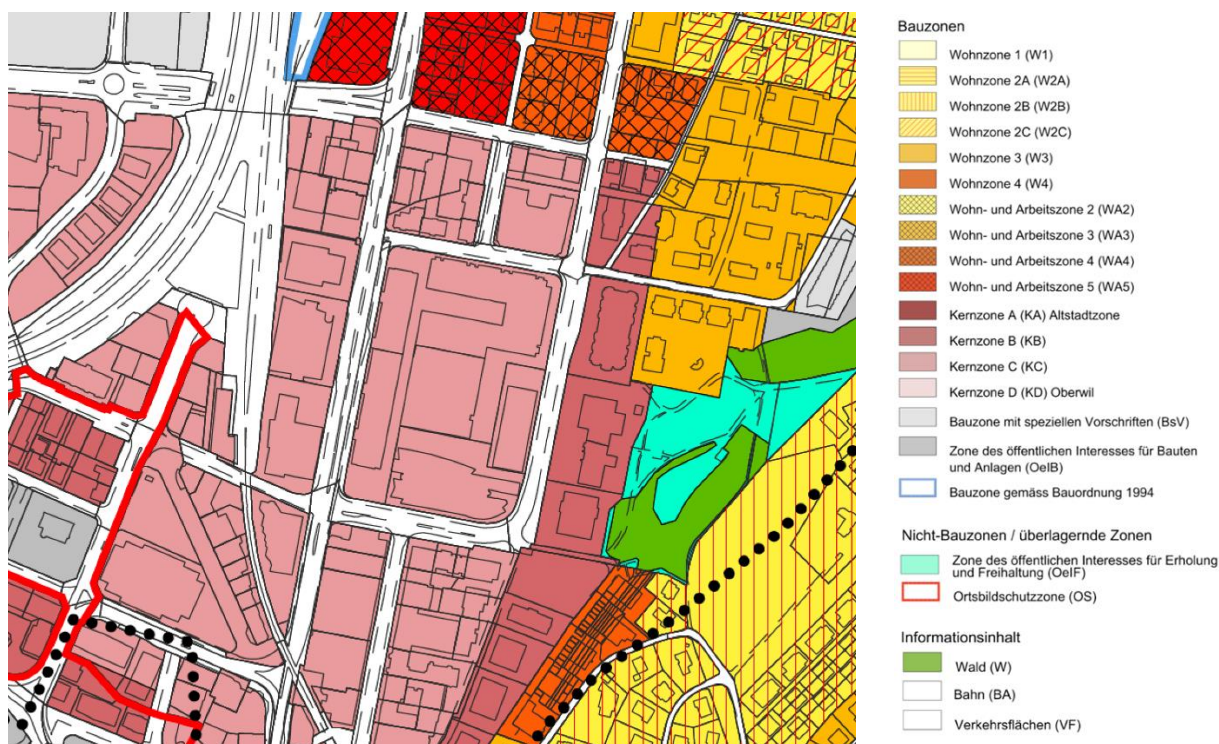 Bauzonen
Wohnzone 1 (W1)
Wohnzone 2A (W2A)
Wohnzone 2B (W2B)
Wohnzone 2C (W2C)
Wohnzone 3 (W3)
Wohnzone 4 (W4)
Wohn- und Arbeitszone 2 (WA2)
Wohn- und Arbeitszone 3 (WA3)
Wohn- und Arbeitszone 4 (WA4)
Wohn- und Arbeitszone 5 (WA5)
Kernzone A (KA) Altstadtzone
Kernzone B (KB)
Kernzone C (KC)
Kernzone D (KD) Oberwil
Bauzone mit speziellen Vorschriften (BsV)
Zone des öffentlichen Interesses für Bauten
und Anlagen (OeIB)
Bauzone gemäss Bauordnung 1994
Nicht-Bauzonen / überlagernde Zonen
Zone des öffentlichen Interesses für Erholung
und Freihaltung (OeIF)
Ortsbildschutzzone (OS)
Informationsinhalt
Wald (W)
Bahn (BA)
Verkehrsflächen (VF)